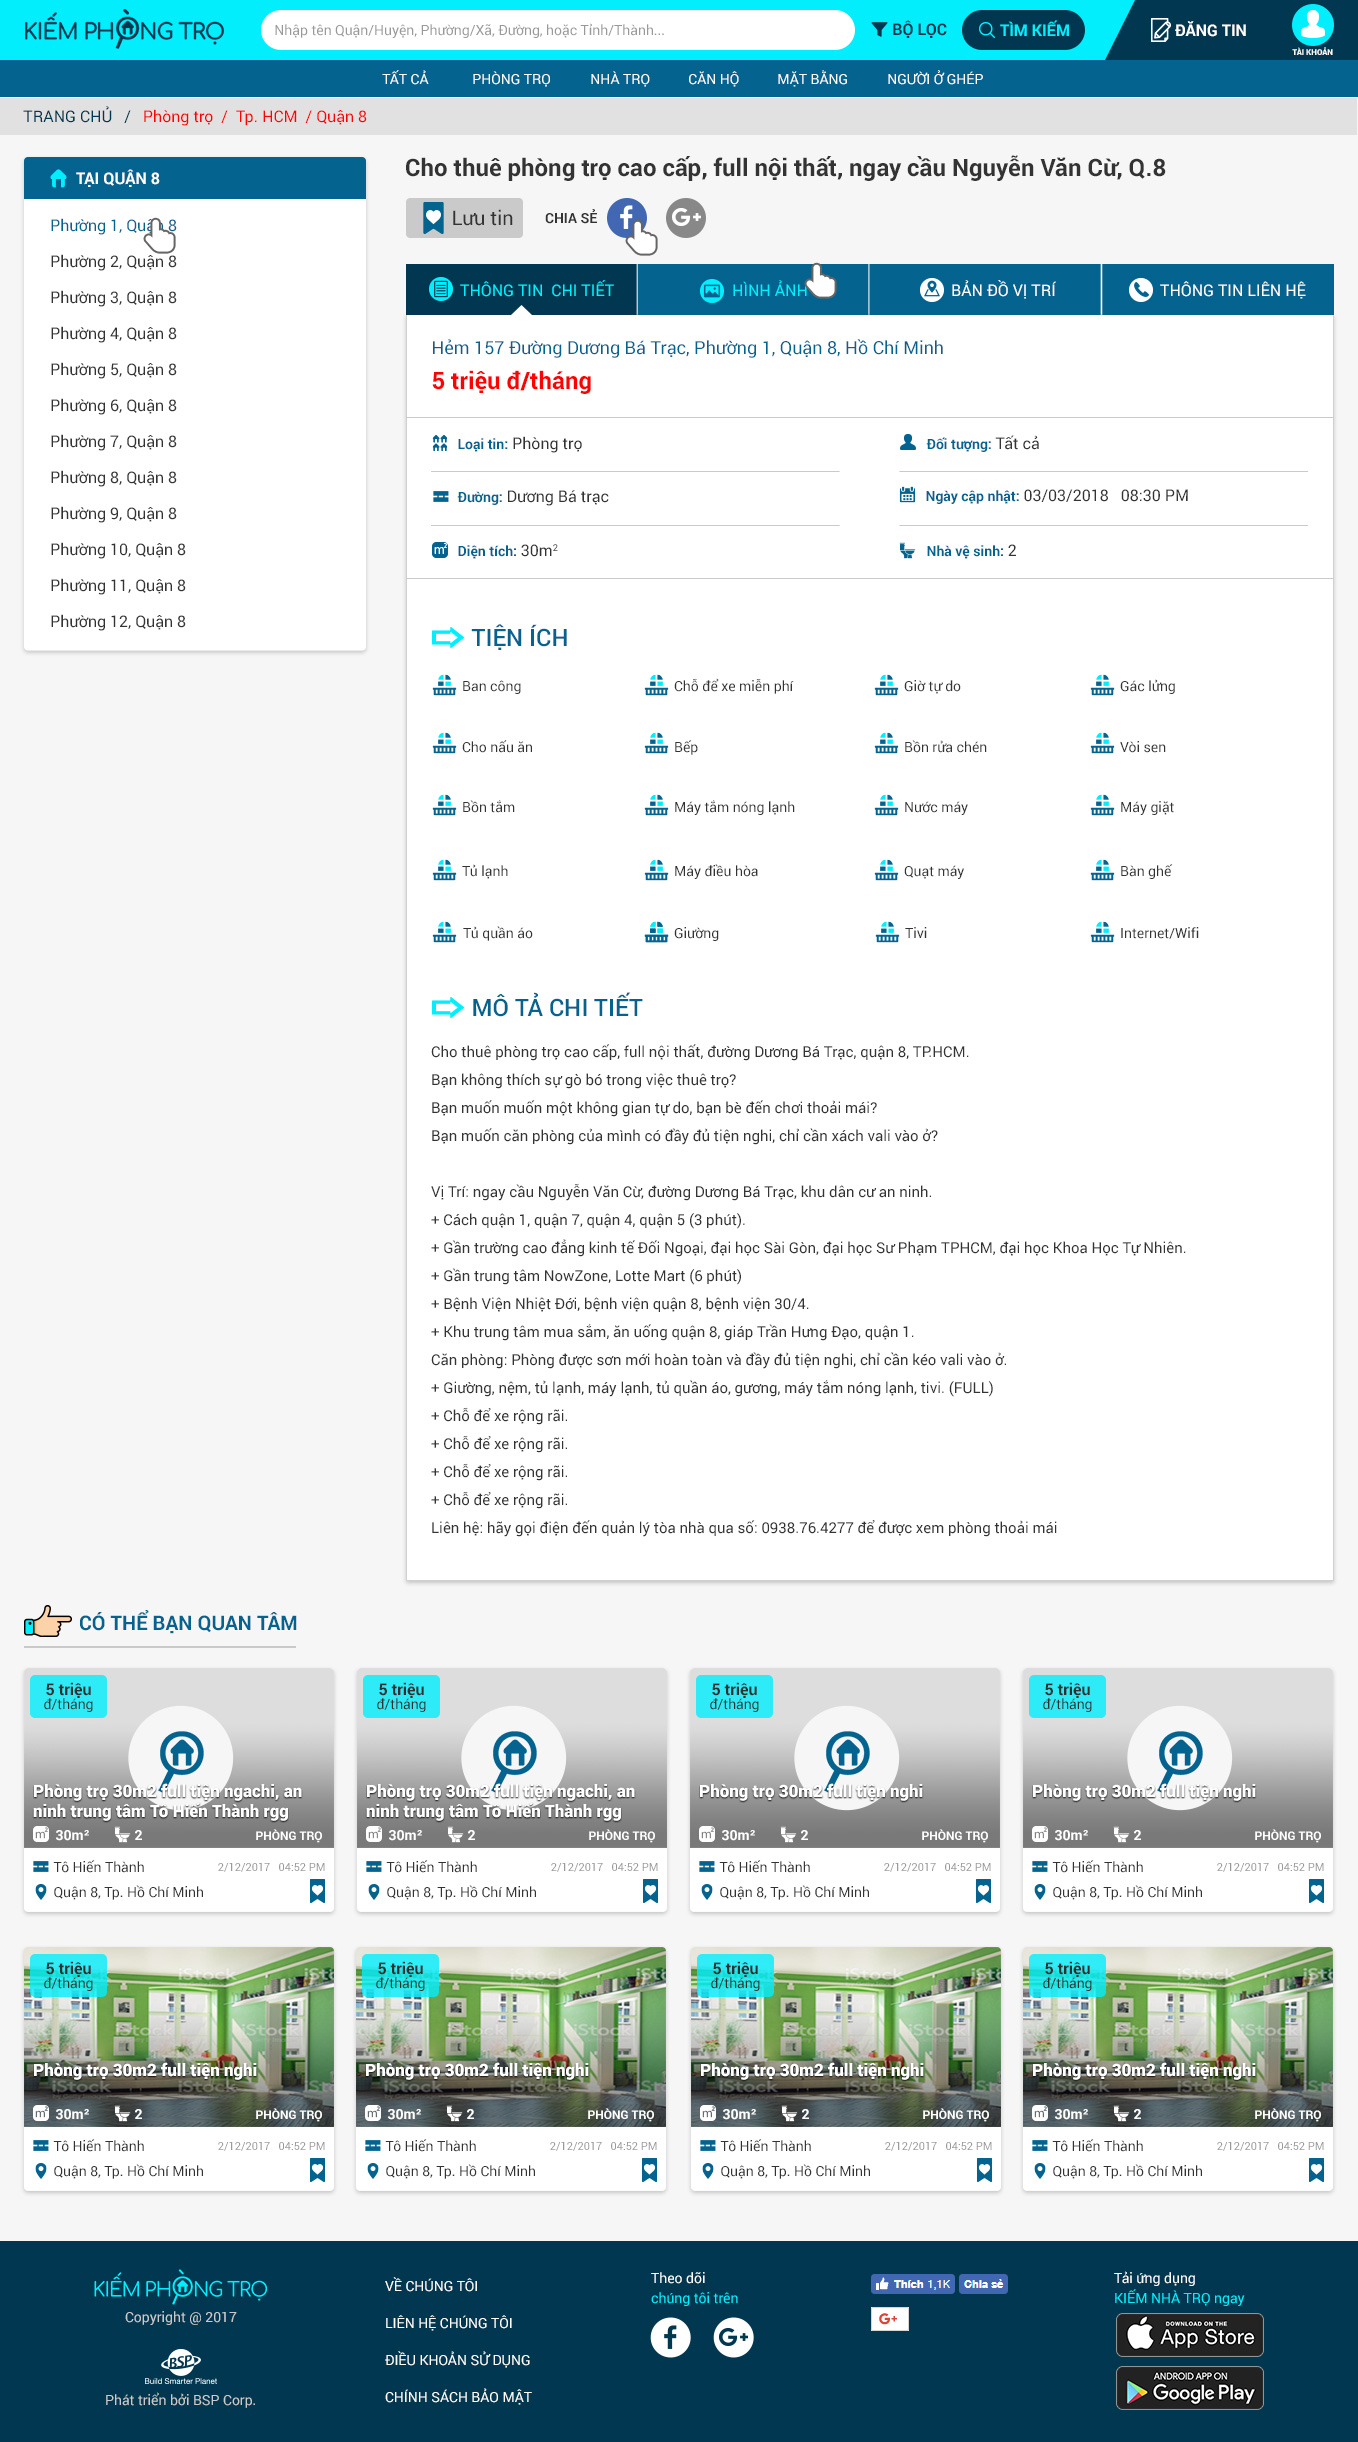 KIẾM PHÒNG TRỌ
Nhập tên Quận/Huyện, Phường/Xã, Đường, hoặc Tỉnh/Thành...
BỘ LỌC
TÌM KIẾM
ĐĂNG TIN
TÀI KHOẢN
TẤT CẢ
PHÒNG TRỌ
NHÀ TRỌ
CĂN HỘ
MẶT BẰNG
NGƯỜI Ở GHÉP
TRANG CHỦ / Phòng trọ / Tp. HCM / Quận 8
TẠI QUẬN 8
Phường 1, Quận 8
Phường 2, Quận 8
Phường 3, Quận 8
Phường 4, Quận 8
Phường 5, Quận 8
Phường 6, Quận 8
Phường 7, Quận 8
Phường 8, Quận 8
Phường 9, Quận 8
Phường 10, Quận 8
Phường 11, Quận 8
Phường 12, Quận 8
Cho thuê phòng trọ cao cấp, full nội thất, ngay cầu Nguyễn Văn Cừ, Q.8
Lưu tin
CHIA SẺ
THÔNG TIN CHI TIẾT
HÌNH ẢNH
BẢN ĐỒ VỊ TRÍ
THÔNG TIN LIÊN HỆ
Hẻm 157 Đường Dương Bá Trạc, Phường 1, Quận 8, Hồ Chí Minh
5 triệu đ/tháng
Loại tin: Phòng trọ
Đối tượng: Tất cả
Đường: Dương Bá trạc
Ngày cập nhật: 03/03/2018 08:30 PM
Diện tích: 30m²
Nhà vệ sinh: 2
TIỆN ÍCH
Ban công
Chỗ để xe miễn phí
Giờ tự do
Gác lửng
Cho nấu ăn
Bếp
Bồn rửa chén
Vòi sen
Bồn tắm
Máy tắm nóng lạnh
Nước máy
Máy giặt
Tủ lạnh
Máy điều hòa
Quạt máy
Bàn ghế
Tủ quần áo
Giường
Tivi
Internet/Wifi
MÔ TẢ CHI TIẾT
Cho thuê phòng trọ cao cấp, full nội thất, đường Dương Bá Trạc, quận 8, TP.HCM.
Bạn không thích sự gò bó trong việc thuê trọ?
Bạn muốn muốn một không gian tự do, bạn bè đến chơi thoải mái?
Bạn muốn căn phòng của mình có đầy đủ tiện nghi, chỉ cần xách vali vào ở?
Vị Trí: ngay cầu Nguyễn Văn Cừ, đường Dương Bá Trạc, khu dân cư an ninh.
+ Cách quận 1, quận 7, quận 4, quận 5 (3 phút).
+ Gần trường cao đẳng kinh tế Đối Ngoại, đại học Sài Gòn, đại học Sư Phạm TPHCM, đại học Khoa Học Tự Nhiên.
+ Gần trung tâm NowZone, Lotte Mart (6 phút)
+ Bệnh Viện Nhiệt Đới, bệnh viện quận 8, bệnh viện 30/4.
+ Khu trung tâm mua sắm, ăn uống quận 8, giáp Trần Hưng Đạo, quận 1.
Căn phòng: Phòng được sơn mới hoàn toàn và đầy đủ tiện nghi, chỉ cần kéo vali vào ở.
+ Giường, nệm, tủ lạnh, máy lạnh, tủ quần áo, gương, máy tắm nóng lạnh, tivi. (FULL)
+ Chỗ để xe rộng rãi.
+ Chỗ để xe rộng rãi.
+ Chỗ để xe rộng rãi.
+ Chỗ để xe rộng rãi.
Liên hệ: hãy gọi điện đến quản lý tòa nhà qua số: 0938.76.4277 để được xem phòng thoải mái
CÓ THỂ BẠN QUAN TÂM
5 triệu
đ/tháng
Phòng trọ 30m2 full tiện ngachi, an
ninh trung tâm Tô Hiến Thành rgg
30m² 2 PHÒNG TRỌ
Tô Hiến Thành 2/12/2017 04:52 PM
Quận 8, Tp. Hồ Chí Minh
5 triệu
đ/tháng
Phòng trọ 30m2 full tiện ngachi, an
ninh trung tâm Tô Hiến Thành rgg
30m² 2 PHÒNG TRỌ
Tô Hiến Thành 2/12/2017 04:52 PM
Quận 8, Tp. Hồ Chí Minh
5 triệu
đ/tháng
Phòng trọ 30m2 full tiện nghi
30m² 2 PHÒNG TRỌ
Tô Hiến Thành 2/12/2017 04:52 PM
Quận 8, Tp. Hồ Chí Minh
5 triệu
đ/tháng
Phòng trọ 30m2 full tiện nghi
30m² 2 PHÒNG TRỌ
Tô Hiến Thành 2/12/2017 04:52 PM
Quận 8, Tp. Hồ Chí Minh
5 triệu
đ/tháng
iStock
iStock
iStock
Phòng trọ 30m2 full tiện nghi
30m² 2 PHÒNG TRỌ
Tô Hiến Thành 2/12/2017 04:52 PM
Quận 8, Tp. Hồ Chí Minh
5 triệu
đ/tháng
iStock
iStock
iStock
Phòng trọ 30m2 full tiện nghi
30m² 2 PHÒNG TRỌ
Tô Hiến Thành 2/12/2017 04:52 PM
Quận 8, Tp. Hồ Chí Minh
5 triệu
đ/tháng
iStock
iStock
iStock
Phòng trọ 30m2 full tiện nghi
30m² 2 PHÒNG TRỌ
Tô Hiến Thành 2/12/2017 04:52 PM
Quận 8, Tp. Hồ Chí Minh
5 triệu
đ/tháng
iStock
iStock
iStock
Phòng trọ 30m2 full tiện nghi
30m² 2 PHÒNG TRỌ
Tô Hiến Thành 2/12/2017 04:52 PM
Quận 8, Tp. Hồ Chí Minh
KIẾM PHÒNG TRỌ
Copyright @ 2017
BSP
Build Smarter Planet
Phát triển bởi BSP Corp.
VỀ CHÚNG TÔI
LIÊN HỆ CHÚNG TÔI
ĐIỀU KHOẢN SỬ DỤNG
CHÍNH SÁCH BẢO MẬT
Theo dõi
chúng tôi trên
Thích 1,1K
Chia sẻ
G+
Tải ứng dụng
KIẾM NHÀ TRỌ ngay
DOWNLOAD ON THE
App Store
ANDROID APP ON
Google Play